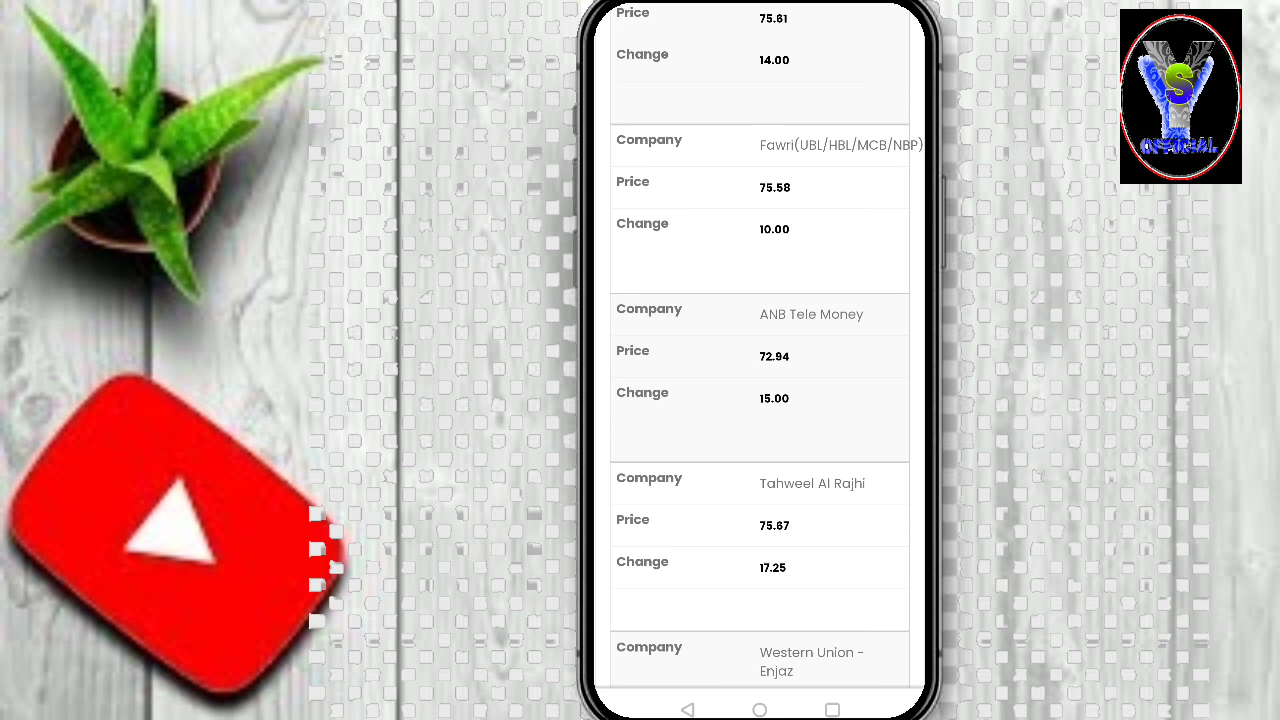 Price 75.61
Change 14.00
Company Fawri(UBL/HBL/MCB/NBP)
Price 75.58
Change 10.00
Company ANB Tele Money
Price 72.94
Change 15.00
Company Tahweel Al Rajhi
Price 75.67
Change 17.25
Company Western Union -
Enjaz
YS
OFFICIAL